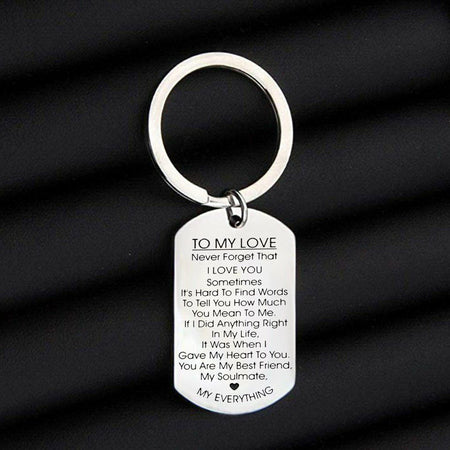 TO MY LOVE
Never Forget That
I LOVE YOU
Sometimes
It's Hard To Find Words
To Tell You How Much
You Mean To Me.
If I Did Anything Right
In My Life,
It Was When I
Gave My Heart To You.
You Are My Best Friend,
My Soulmate,
MY EVERYTHING